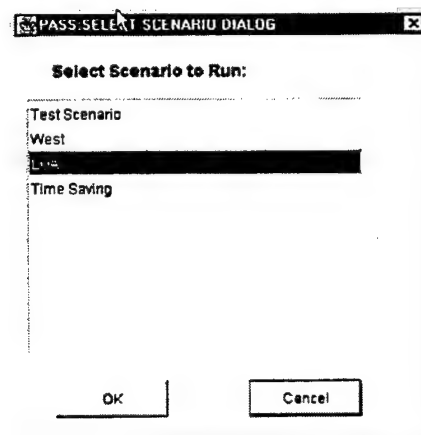 PASS:SELECT SCENARIO DIALOG
Select Scenario to Run:
Test Scenario
West
Time Saving
OK
Cancel